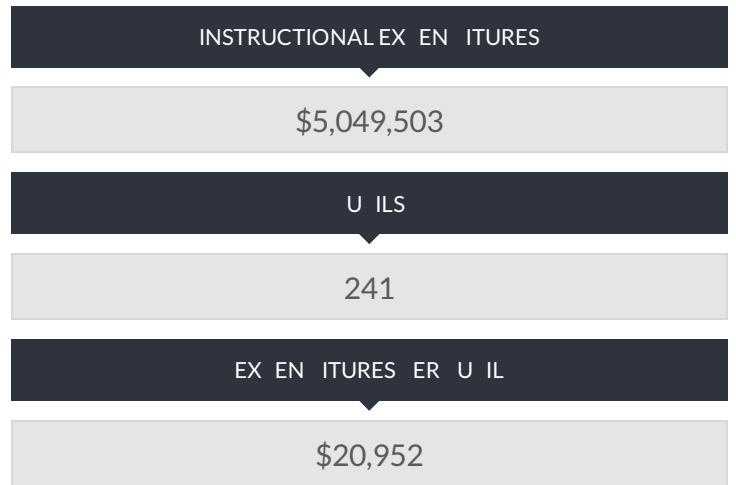 INSTRUCTIONAL EX EN ITURES
$5,049,503
U ILS
241
EX EN ITURES ER U IL
$20,952